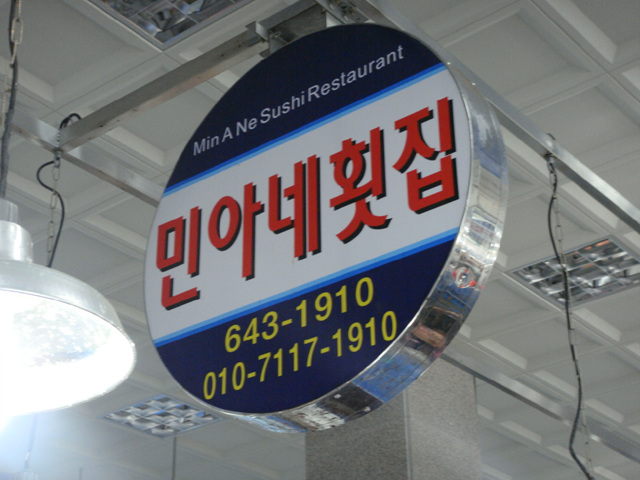 Min A Ne Sushi Restaurant
민아네횟집
643-1910
010-7117-1910